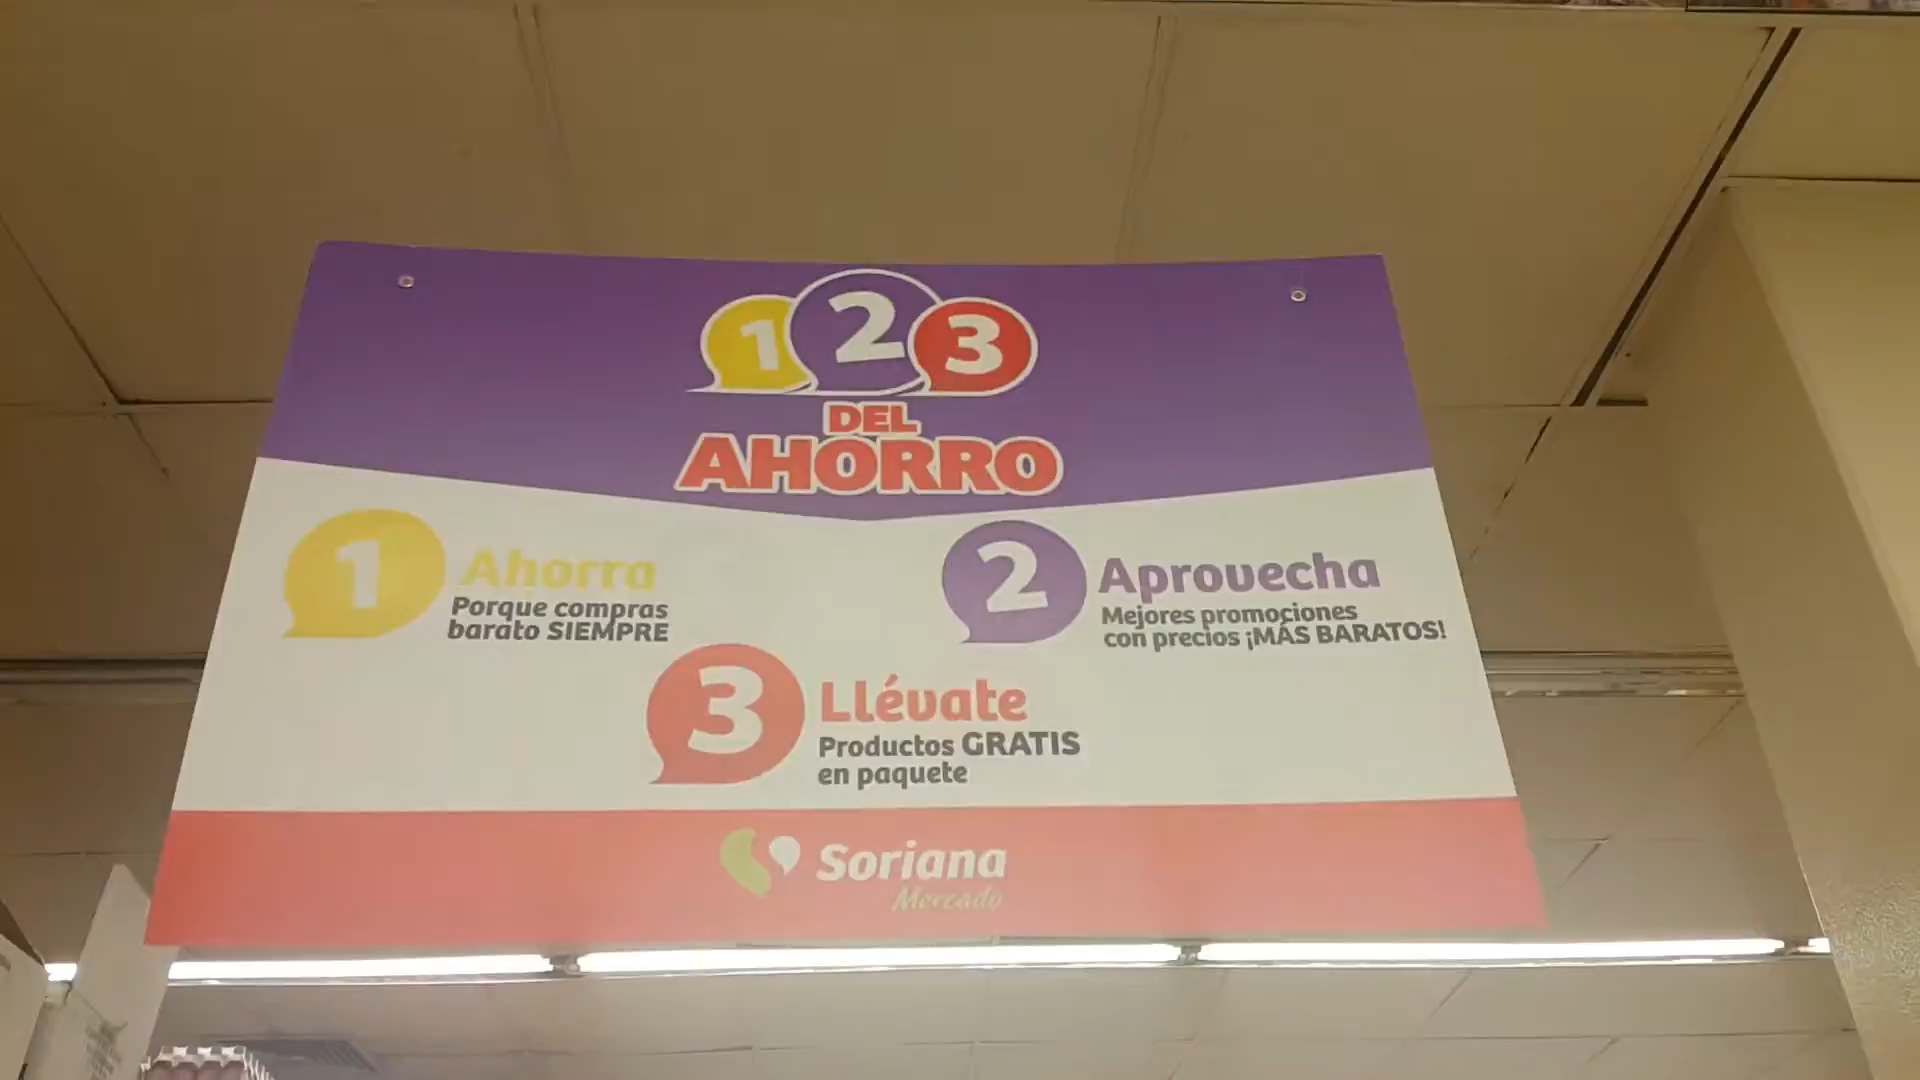 1 2 3
DEL
AHORRO
1 Ahorra
Porque compras
barato SIEMPRE
2 Aprovecha
Mejores promociones
con precios ¡MÁS BARATOS!
3 Llévate
Productos GRATIS
en paquete
Soriana
Mercado